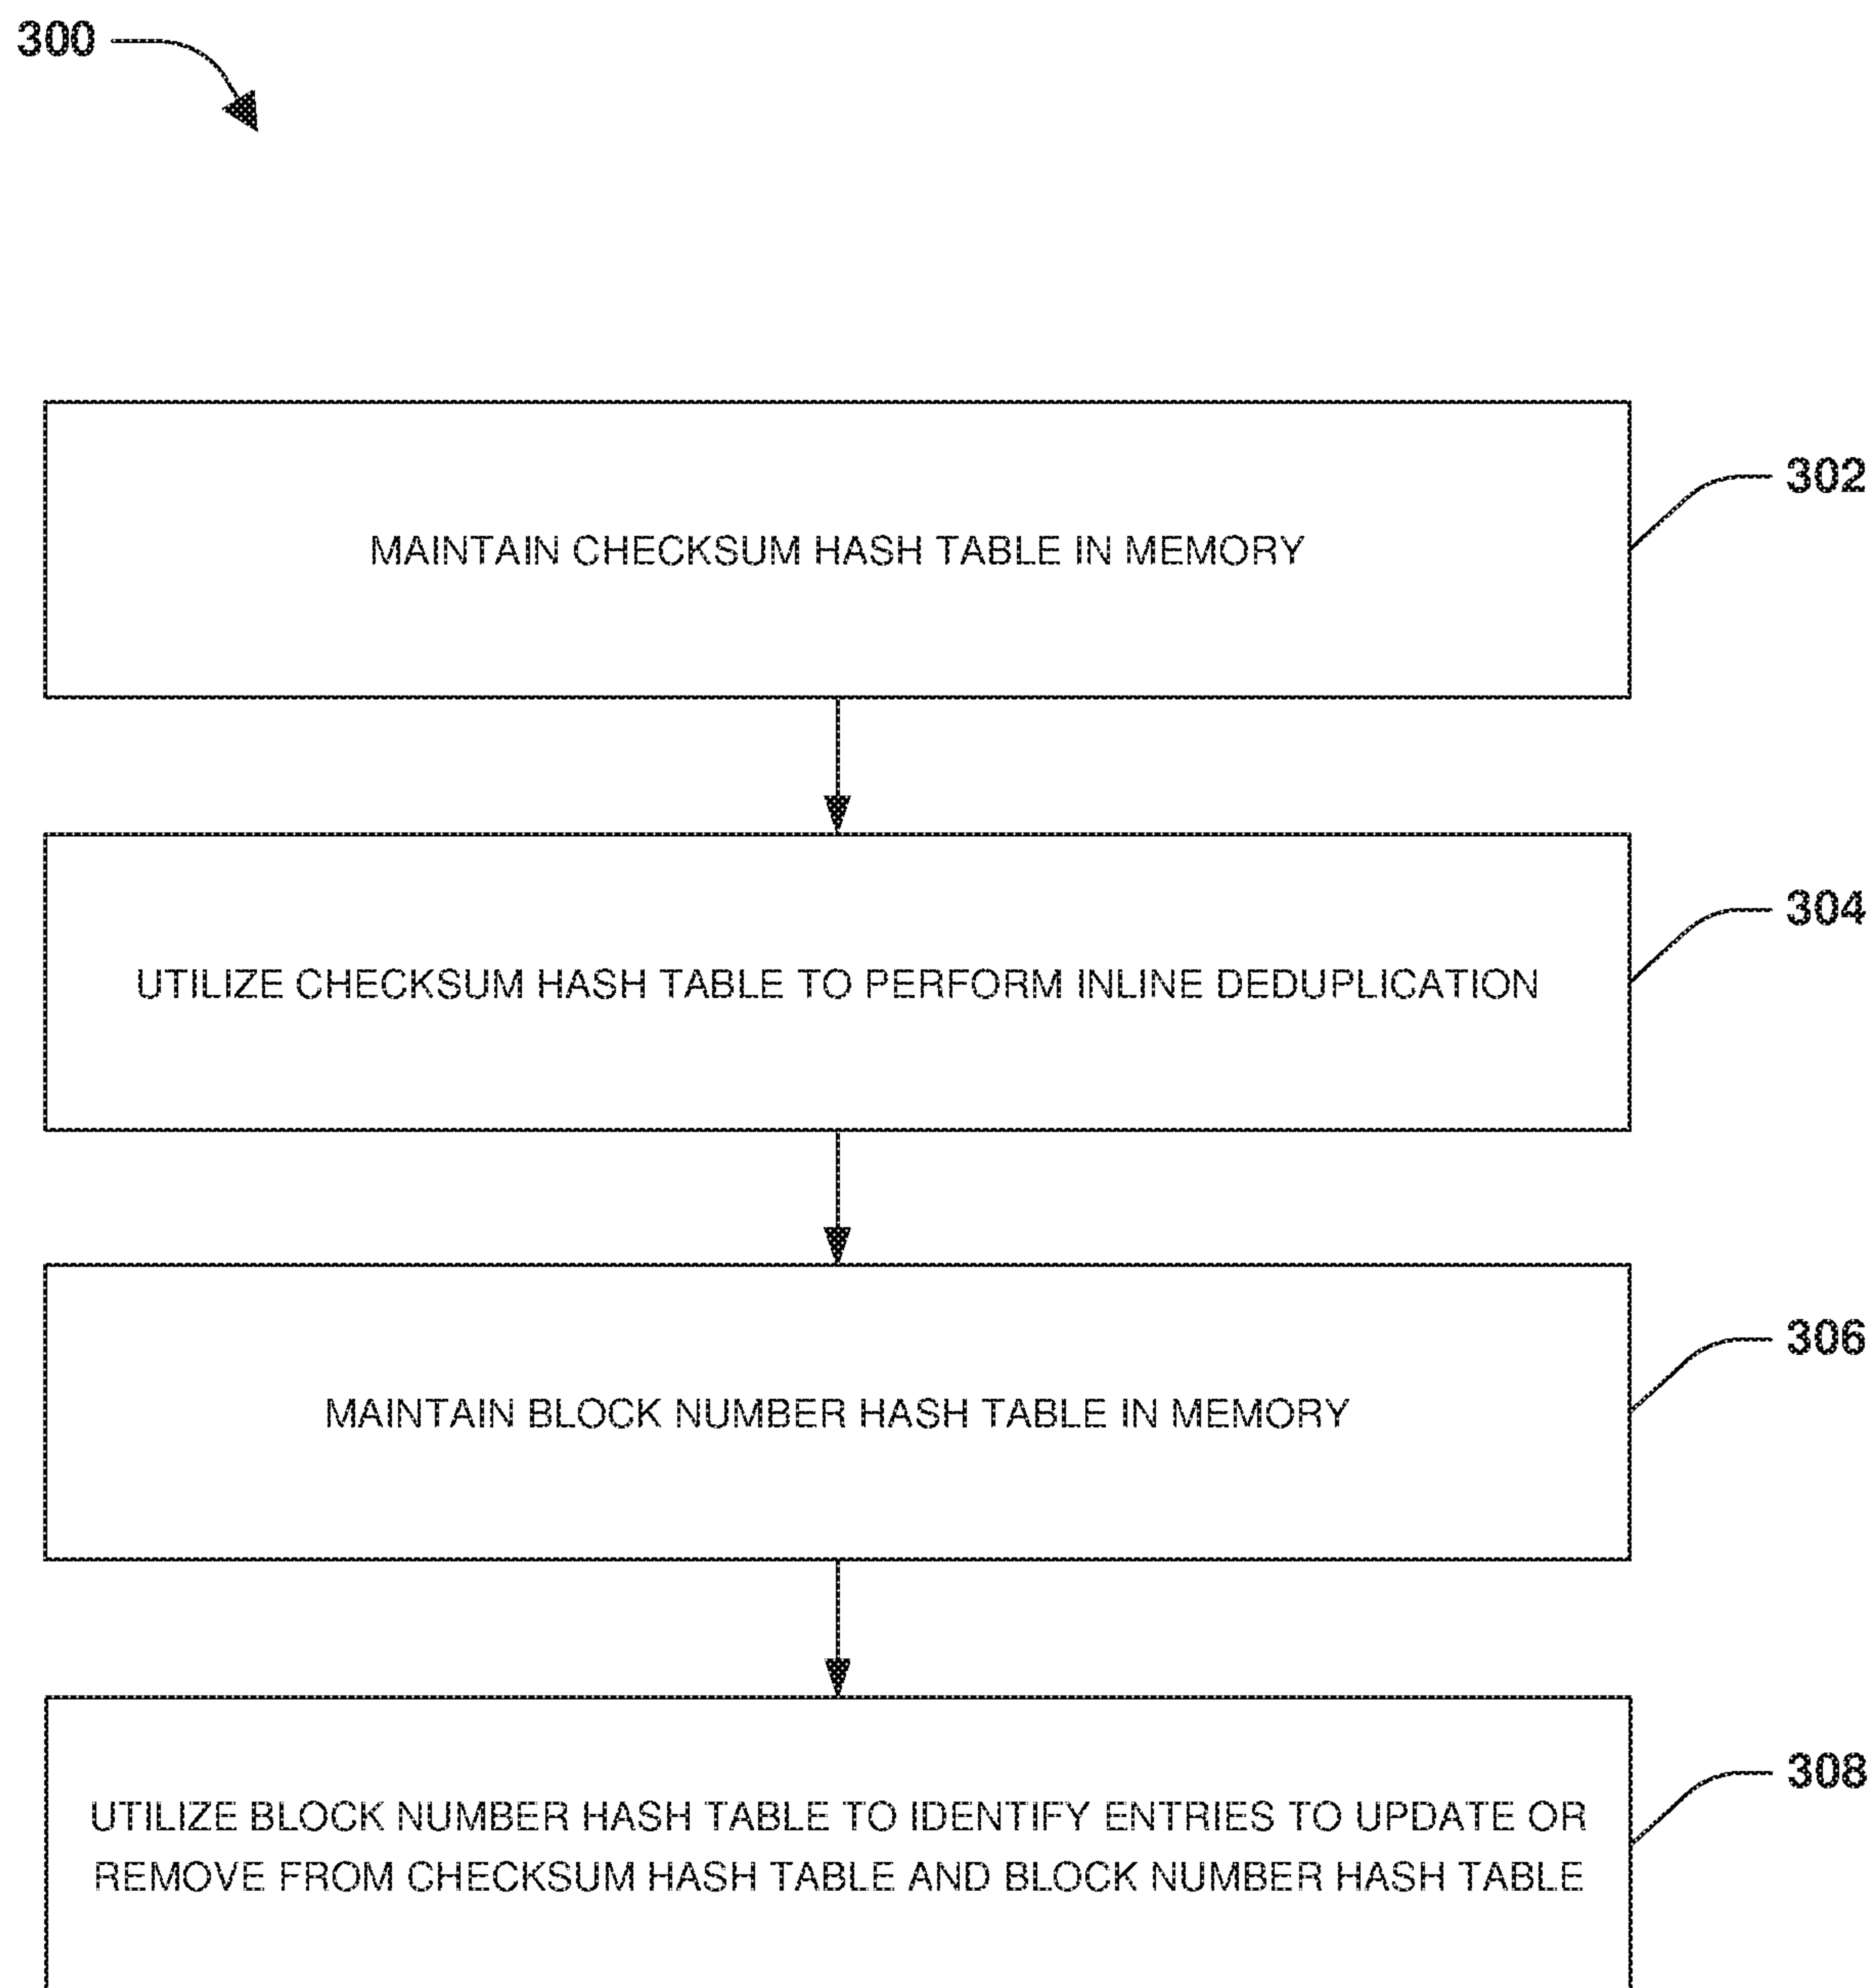 300
MAINTAIN CHECKSUM HASH TABLE IN MEMORY
302
UTILIZE CHECKSUM HASH TABLE TO PERFORM INLINE DEDUPLICATION
304
MAINTAIN BLOCK NUMBER HASH TABLE IN MEMORY
306
UTILIZE BLOCK NUMBER HASH TABLE TO IDENTIFY ENTRIES TO UPDATE OR
REMOVE FROM CHECKSUM HASH TABLE AND BLOCK NUMBER HASH TABLE
308